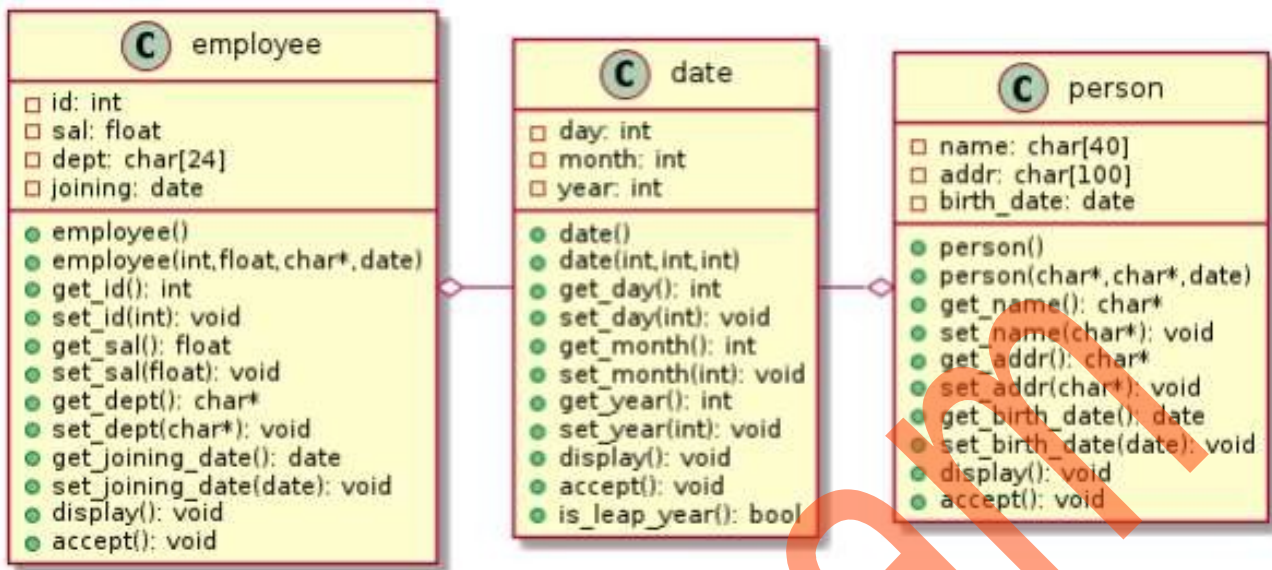 C employee
id: int
sal: float
dept: char[24]
joining: date
employee()
employee(int,float,char*,date)
get_id(): int
set_id(int): void
get_sal(): float
set_sal(float): void
get_dept(): char*
set_dept(char*): void
get_joining_date(): date
set_joining_date(date): void
display(): void
accept(): void
C date
day: int
month: int
year: int
date()
date(int,int,int)
get_day(): int
set_day(int): void
get_month(): int
set_month(int): void
get_year(): int
set_year(int): void
display(): void
accept(): void
is_leap_year(): bool
C person
name: char[40]
addr: char[100]
birth_date: date
person()
person(char*,char*,date)
get_name(): char*
set_name(char*): void
get_addr(): char*
set_addr(char*): void
get_birth_date(): date
set_birth_date(date): void
display(): void
accept(): void